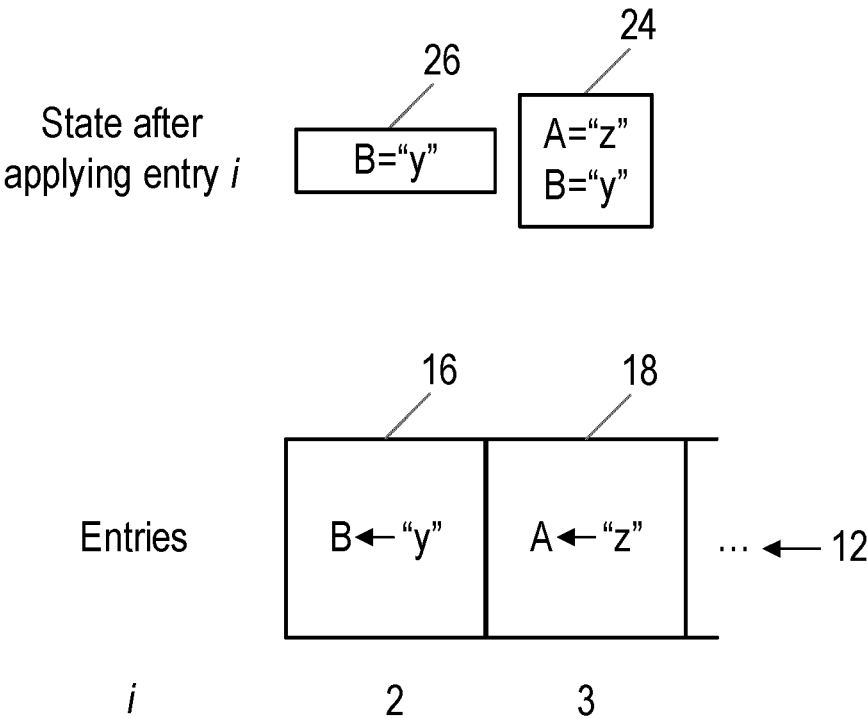 24
26
State after
applying entry i
B=“y”
A=“z”
B=“y”
16
18
Entries
B← “y”
A← “z”
... ← 12
i
2
3